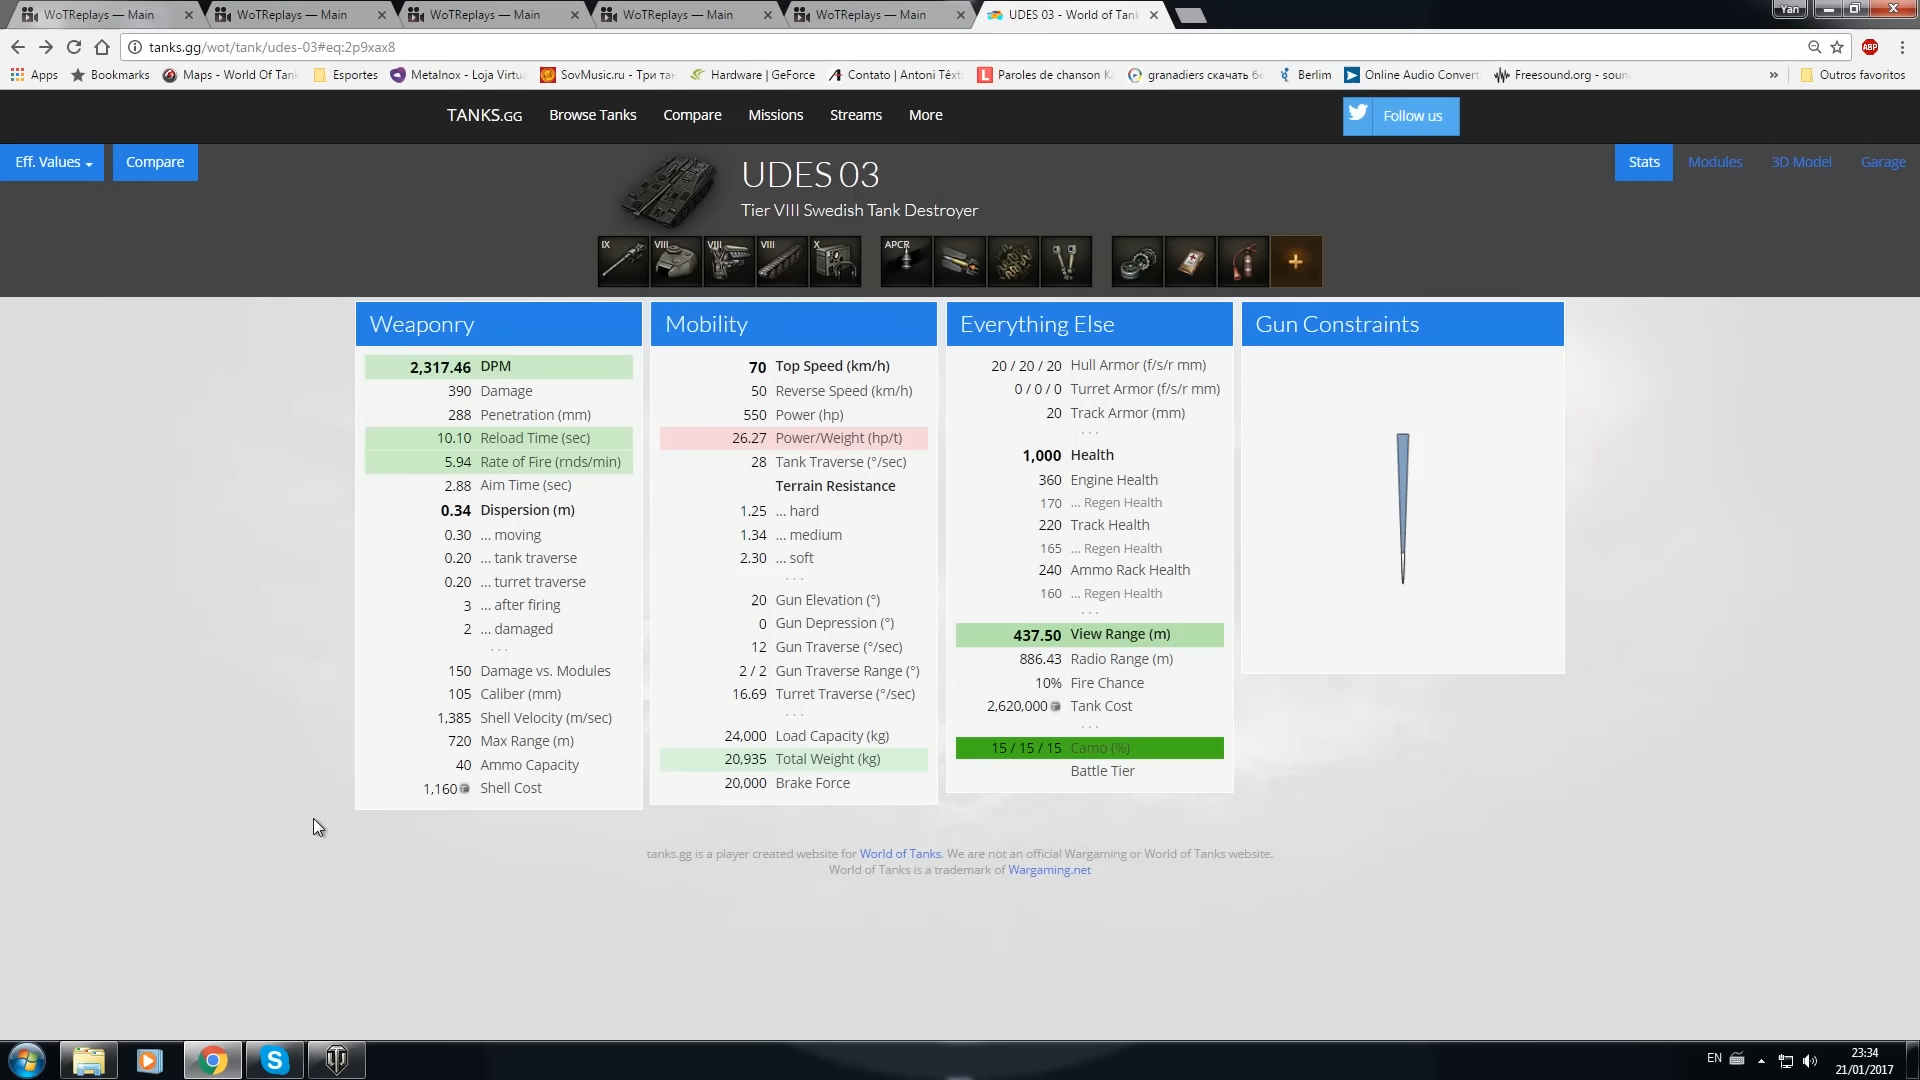 WoTReplays — Main
WoTReplays — Main
WoTReplays — Main
WoTReplays — Main
WoTReplays — Main
UDES 03 - World of Tank
Yan
tanks.gg/wot/tank/udes-03#eq:2p9xax8
ABP
Apps
Bookmarks
Maps - World Of Tank
Esportes
Metalnox - Loja Virtu
SovMusic.ru - Три та
Hardware | GeForce
Contato | Antoni Têxti
Paroles de chanson K
granadiers скачать бе
Berlim
Online Audio Convert
Freesound.org - soun
»
Outros favoritos
TANKS.GG
Browse Tanks
Compare
Missions
Streams
More
Follow us
Eff. Values
Compare
UDES 03
Tier VIII Swedish Tank Destroyer
Stats
Modules
3D Model
Garage
IX
VIII
VIII
VIII
X
APCR
+
Weaponry
2,317.46 DPM
390 Damage
288 Penetration (mm)
10.10 Reload Time (sec)
5.94 Rate of Fire (rnds/min)
2.88 Aim Time (sec)
0.34 Dispersion (m)
0.30 ... moving
0.20 ... tank traverse
0.20 ... turret traverse
3 ... after firing
2 ... damaged
· · ·
150 Damage vs. Modules
105 Caliber (mm)
1,385 Shell Velocity (m/sec)
720 Max Range (m)
40 Ammo Capacity
1,160 Shell Cost
Mobility
70 Top Speed (km/h)
50 Reverse Speed (km/h)
550 Power (hp)
26.27 Power/Weight (hp/t)
28 Tank Traverse (°/sec)
Terrain Resistance
1.25 ... hard
1.34 ... medium
2.30 ... soft
· · ·
20 Gun Elevation (°)
0 Gun Depression (°)
12 Gun Traverse (°/sec)
2 / 2 Gun Traverse Range (°)
16.69 Turret Traverse (°/sec)
· · ·
24,000 Load Capacity (kg)
20,935 Total Weight (kg)
20,000 Brake Force
Everything Else
20 / 20 / 20 Hull Armor (f/s/r mm)
0 / 0 / 0 Turret Armor (f/s/r mm)
20 Track Armor (mm)
· · ·
1,000 Health
360 Engine Health
170 ... Regen Health
220 Track Health
165 ... Regen Health
240 Ammo Rack Health
160 ... Regen Health
· · ·
437.50 View Range (m)
886.43 Radio Range (m)
10% Fire Chance
2,620,000 Tank Cost
· · ·
15 / 15 / 15 Camo (%)
Battle Tier
Gun Constraints
tanks.gg is a player created website for World of Tanks. We are not an official Wargaming or World of Tanks website.
World of Tanks is a trademark of Wargaming.net
EN
23:34
21/01/2017